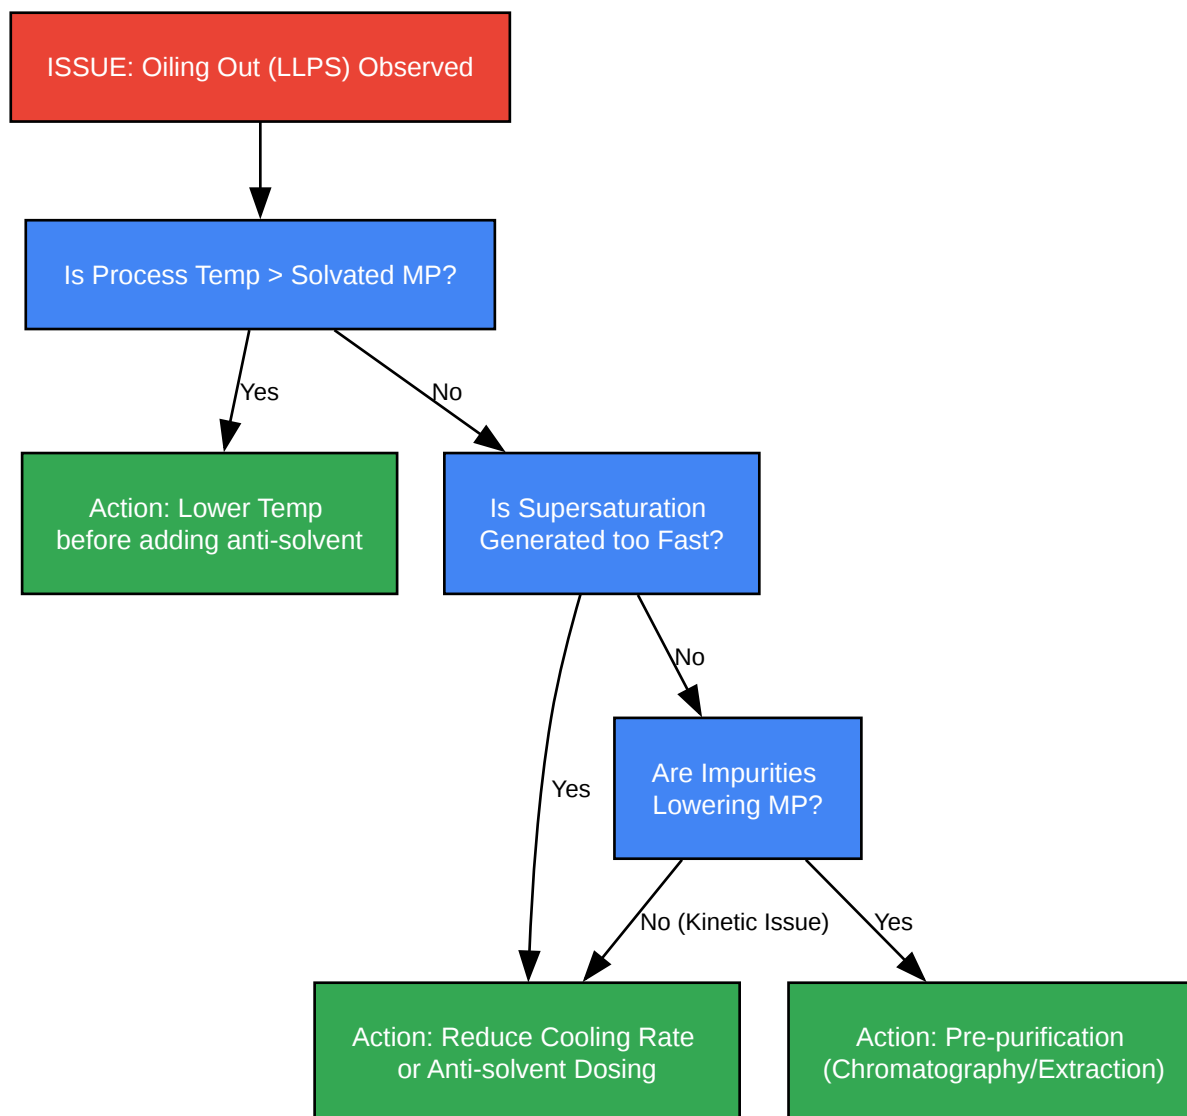 ISSUE: Oiling Out (LLPS) Observed
Is Process Temp > Solvated MP?
Yes
No
Action: Lower Temp
before adding anti-solvent
Is Supersaturation
Generated too Fast?
No
Yes
Are Impurities
Lowering MP?
No (Kinetic Issue)
Yes
Action: Reduce Cooling Rate
or Anti-solvent Dosing
Action: Pre-purification
(Chromatography/Extraction)